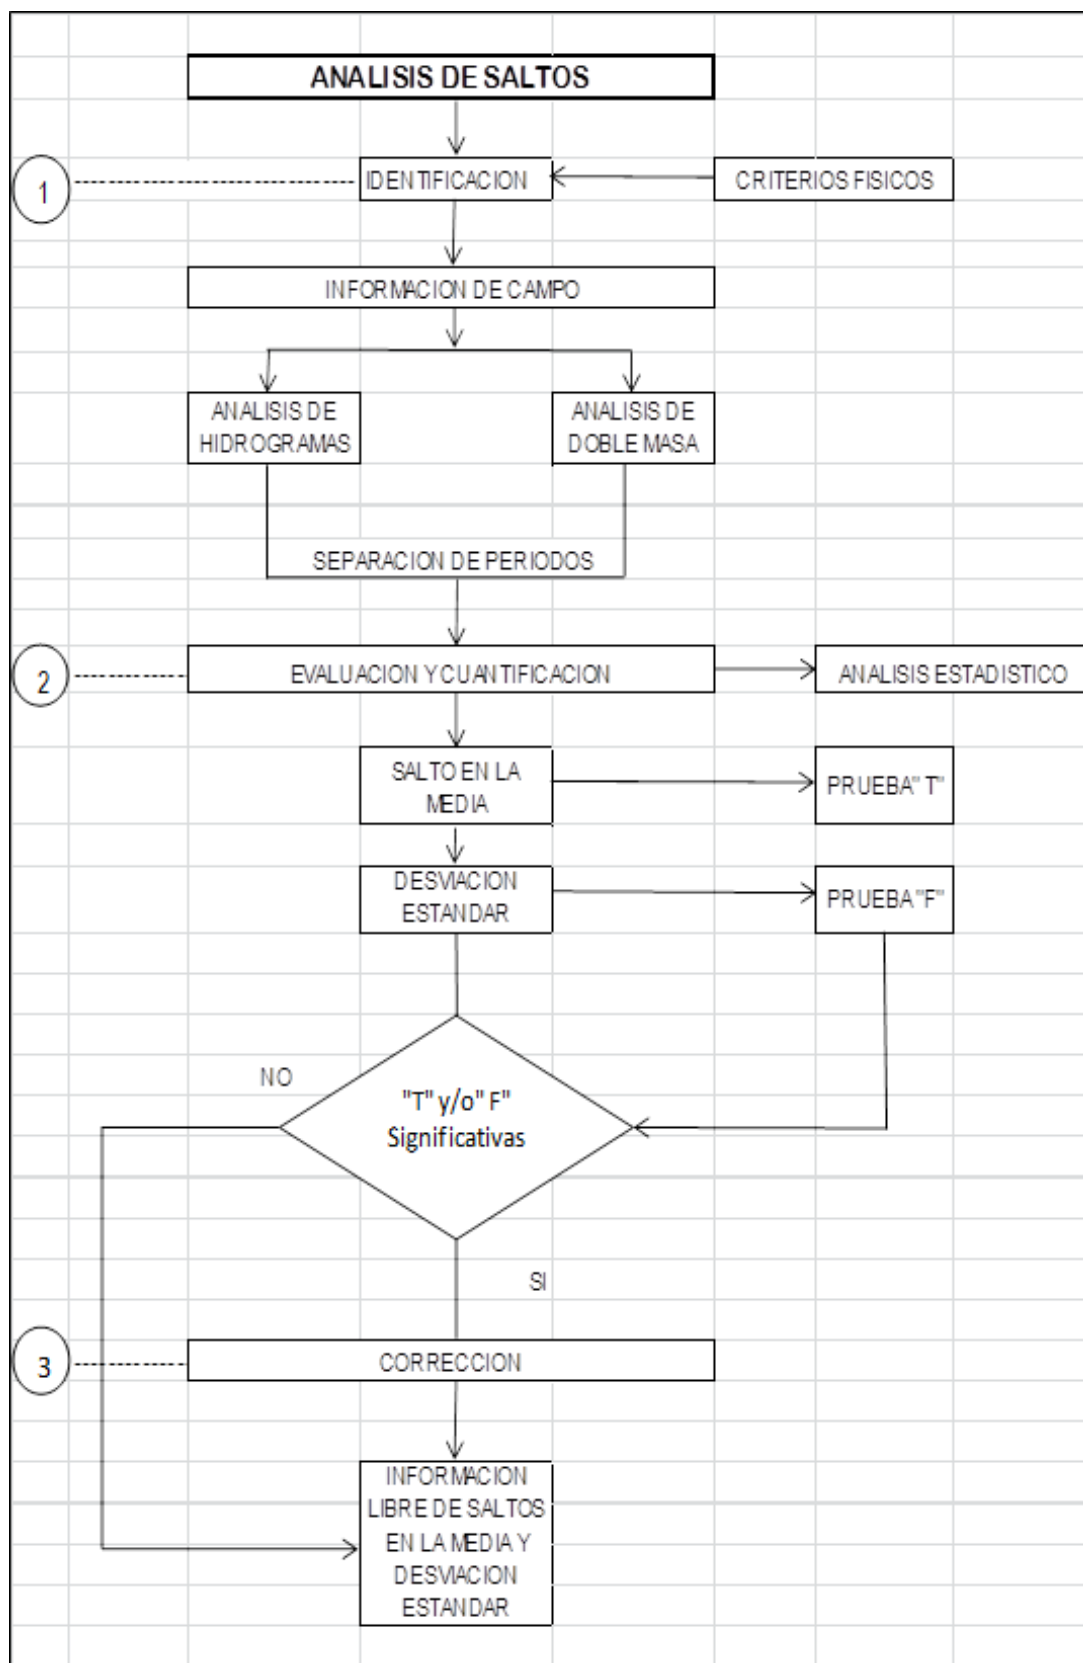 ANALISIS DE SALTOS
1
IDENTIFICACION
CRITERIOS FISICOS
INFORMACION DE CAMPO
ANALISIS DE
HIDROGRAMAS
ANALISIS DE
DOBLE MASA
SEPARACION DE PERIODOS
2
EVALUACION Y CUANTIFICACION
ANALISIS ESTADISTICO
SALTO EN LA
MEDIA
PRUEBA" T"
DESVIACION
ESTANDAR
PRUEBA "F"
NO
"T" y/o" F"
Significativas
SI
3
CORRECCION
INFORMACION
LIBRE DE SALTOS
EN LA MEDIA Y
DESVIACION
ESTANDAR